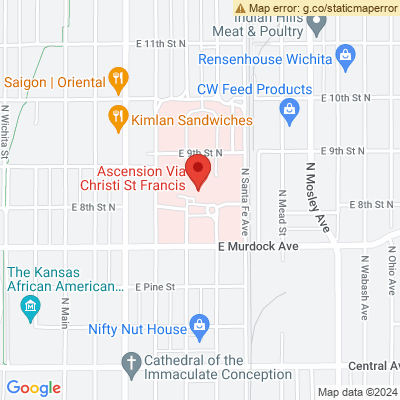 Map error: g.co/staticmaperror
Indian Hills
Meat & Poultry
E 11th St N
Rensenhouse Wichita
Saigon | Oriental
CW Feed Products
E 10th St N
Kimlan Sandwiches
N Wichita St
E 9th St N
E 9th St N
Ascension Via
Christi St Francis
N Santa Fe Ave
N Mosley Ave
N Mead St
E 8th St N
E 8th St N
E Murdock Ave
N Ohio Ave
N Wabash Ave
The Kansas
African American...
N Main
E Pine St
Nifty Nut House
Cathedral of the
Immaculate Conception
Central Av
Google
Map data ©2024